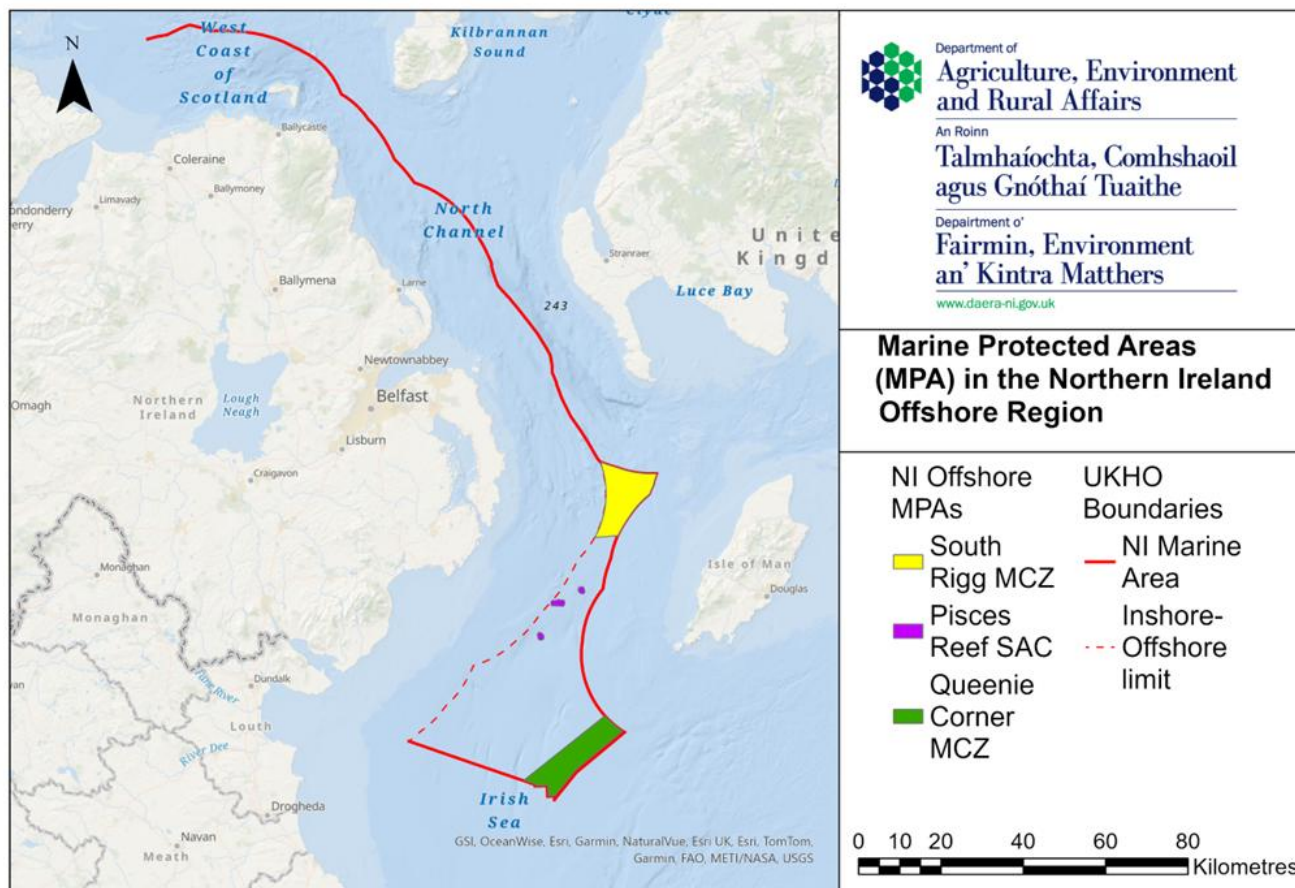 West
Coast
of
Scotland
Kilbrannan
Sound
N
Ballycastle
Coleraine
Limavady
Ballymoney
North
Channel
Unite
Kingd
Stranraer
Ballymena
Larne
Luce Bay
243
Newtownabbey
Belfast
Northern
Ireland
Lough
Neagh
Omagh
Lisburn
Craigavon
Isle of Man
Monaghan
Douglas
Monaghan
Dundalk
Louth
River Dee
Drogheda
Irish
Sea
Navan
Meath
GSI, OceanWise, Esri, Garmin, NaturalVue, Esri UK, Esri, TomTom,
Garmin, FAO, METI/NASA, USGS
Department of
Agriculture, Environment
and Rural Affairs
An Roinn
Talmhaíochta, Comhshaoil
agus Gnóthaí Tuaithe
Depairtment o'
Fairmin, Environment
an' Kintra Matthers
www.daera-ni.gov.uk
Marine Protected Areas
(MPA) in the Northern Ireland
Offshore Region
NI Offshore
MPAs
South
Rigg MCZ
Pisces
Reef SAC
Queenie
Corner
MCZ
UKHO
Boundaries
NI Marine
Area
Inshore-
Offshore
limit
0 10 20 40 60 80
Kilometres